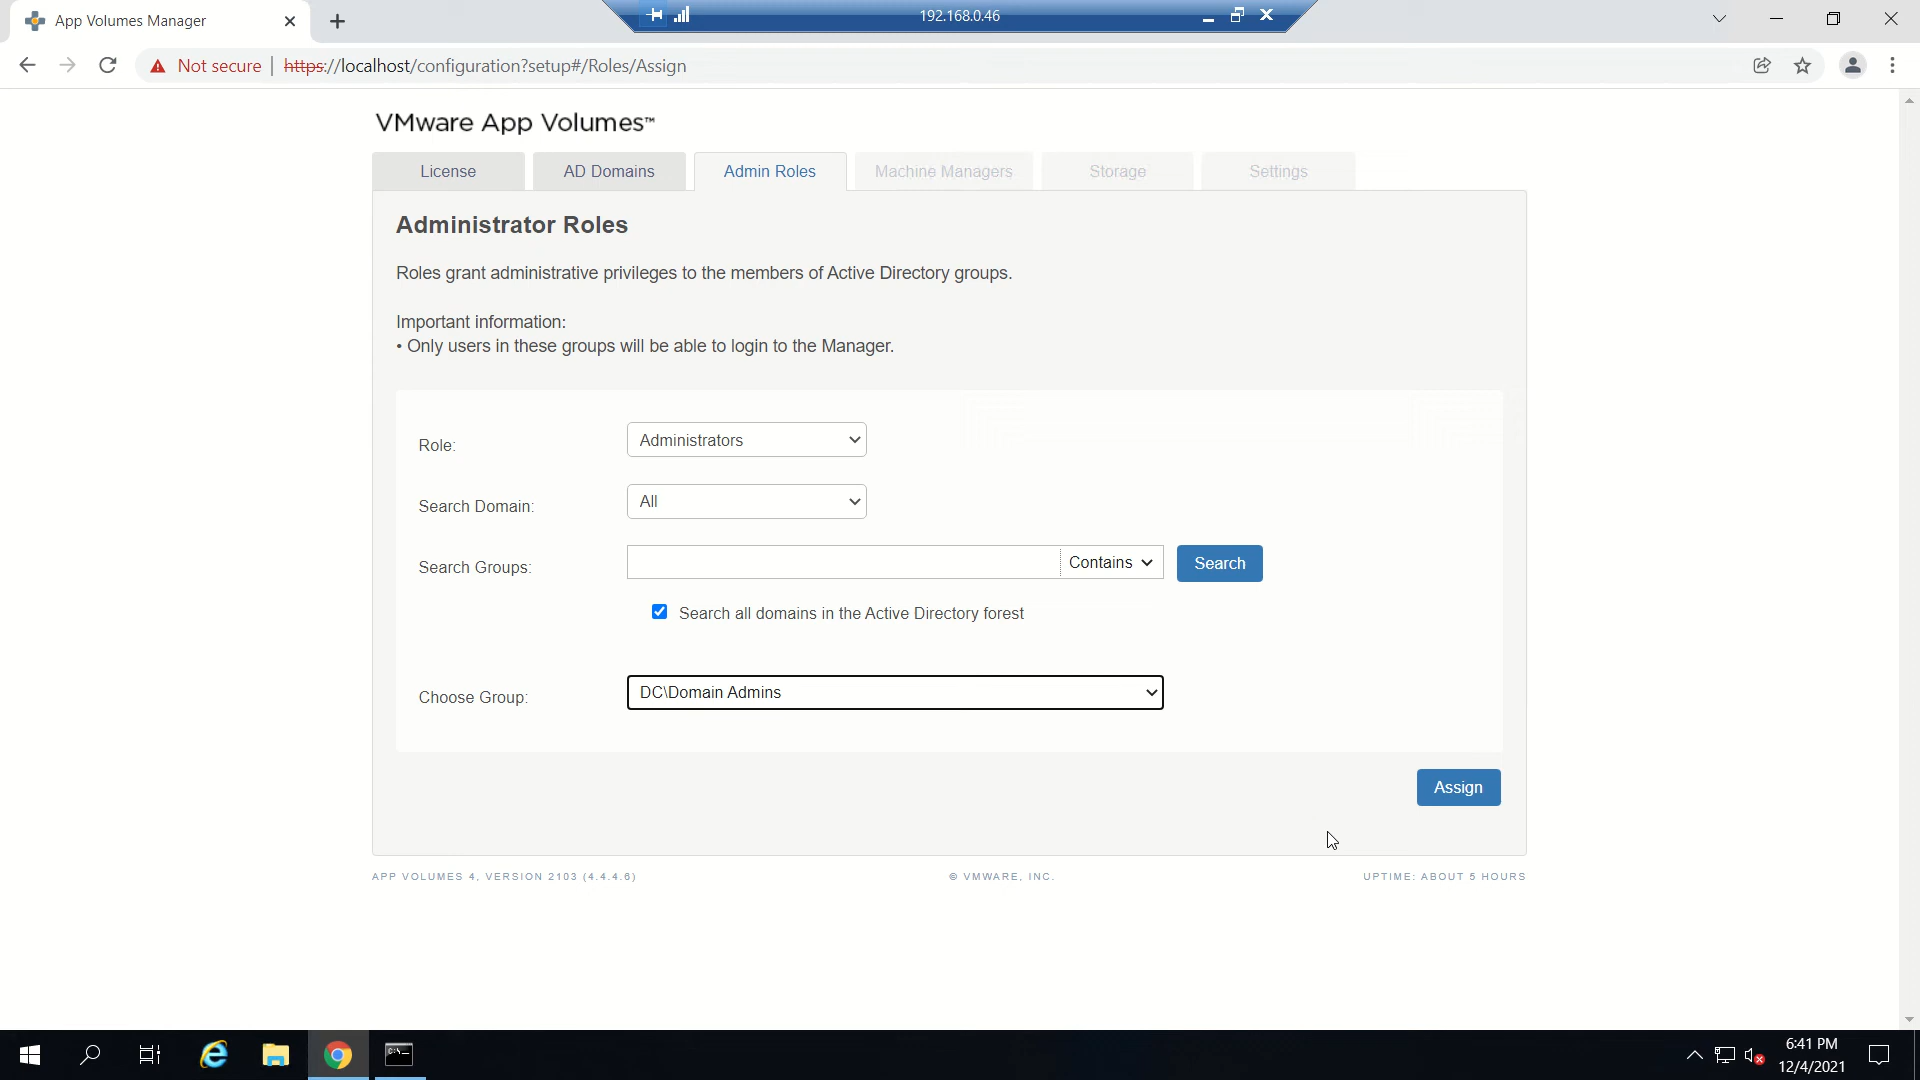 App Volumes Manager
192.168.0.46
Not secure
https://localhost/configuration?setup#/Roles/Assign
VMware App Volumes™
License
AD Domains
Admin Roles
Machine Managers
Storage
Settings
Administrator Roles
Roles grant administrative privileges to the members of Active Directory groups.
Important information:
• Only users in these groups will be able to login to the Manager.
Role:
Administrators
Search Domain:
All
Search Groups:
Contains
Search
Search all domains in the Active Directory forest
Choose Group:
DC\Domain Admins
Assign
APP VOLUMES 4, VERSION 2103 (4.4.4.6)
© VMWARE, INC.
UPTIME: ABOUT 5 HOURS
C:\
6:41 PM
12/4/2021